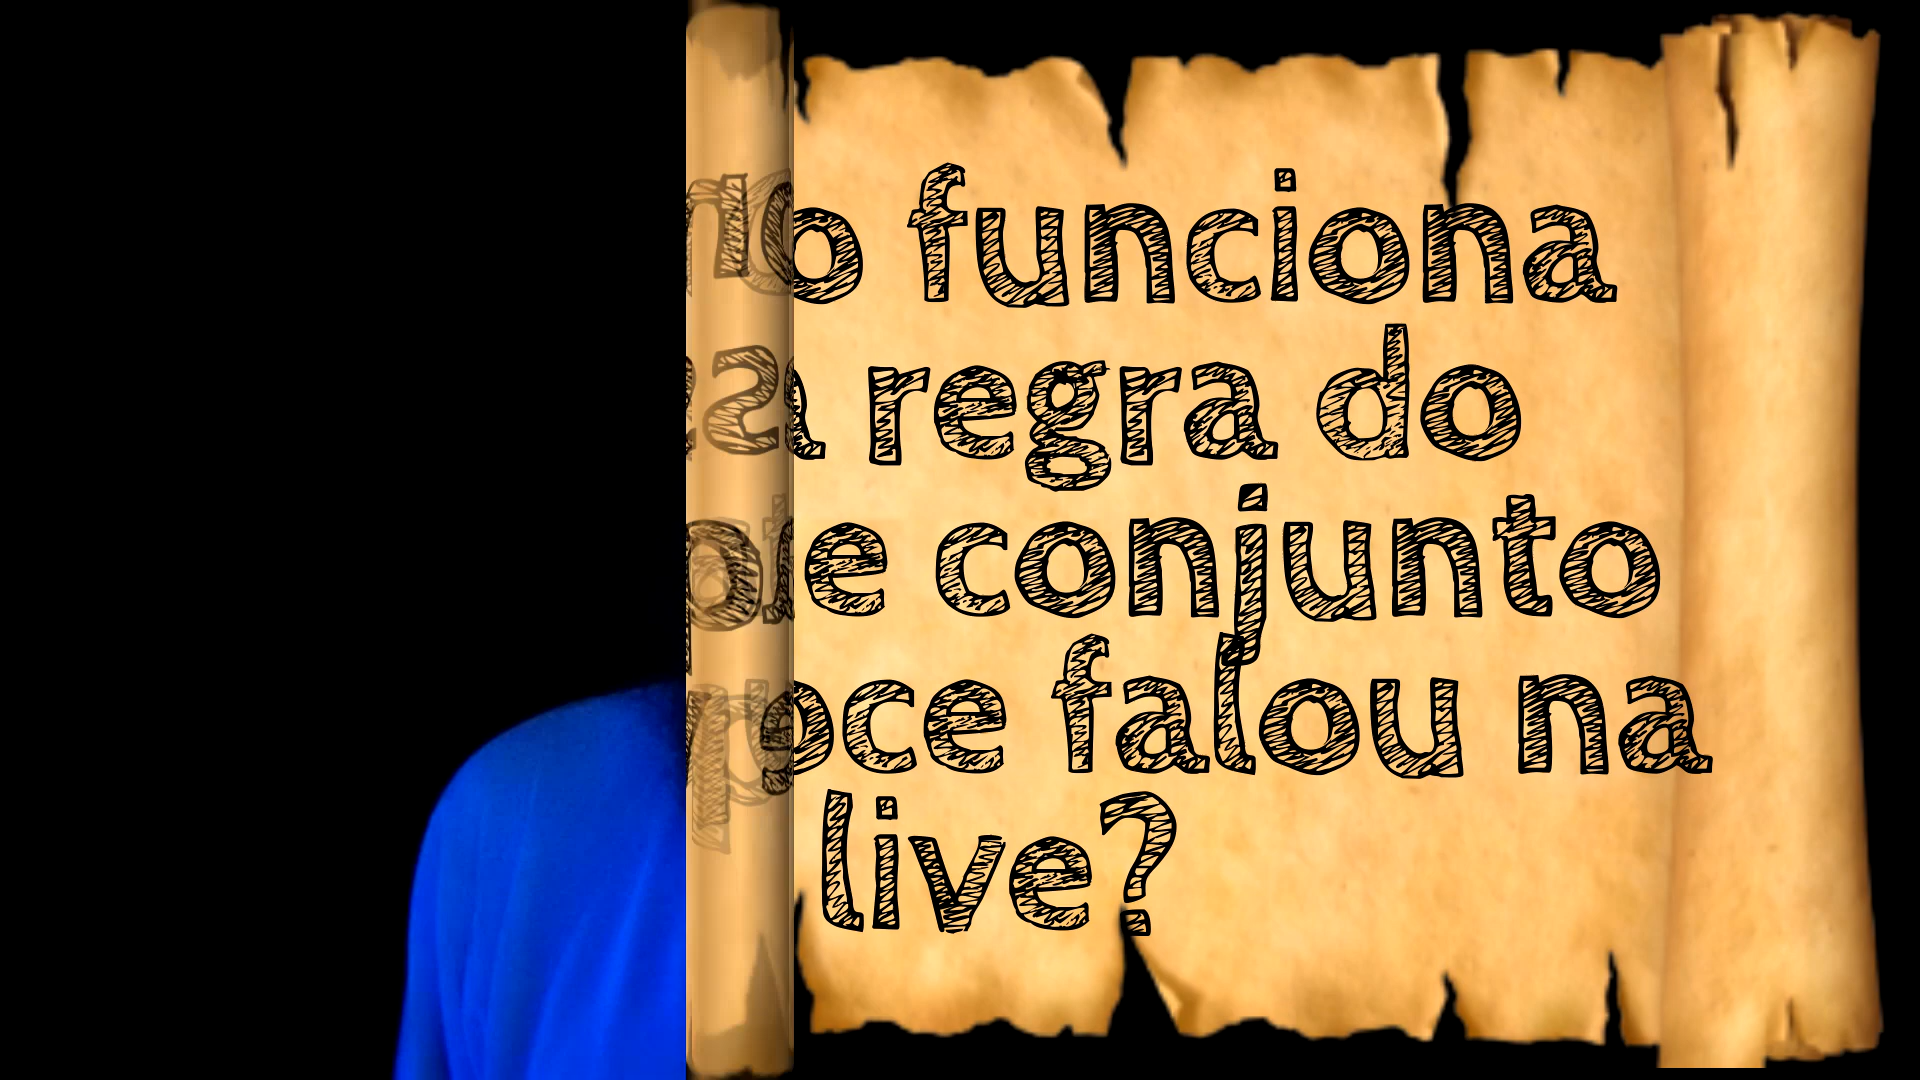 funciona
regra do
conjunto
falou na
live?